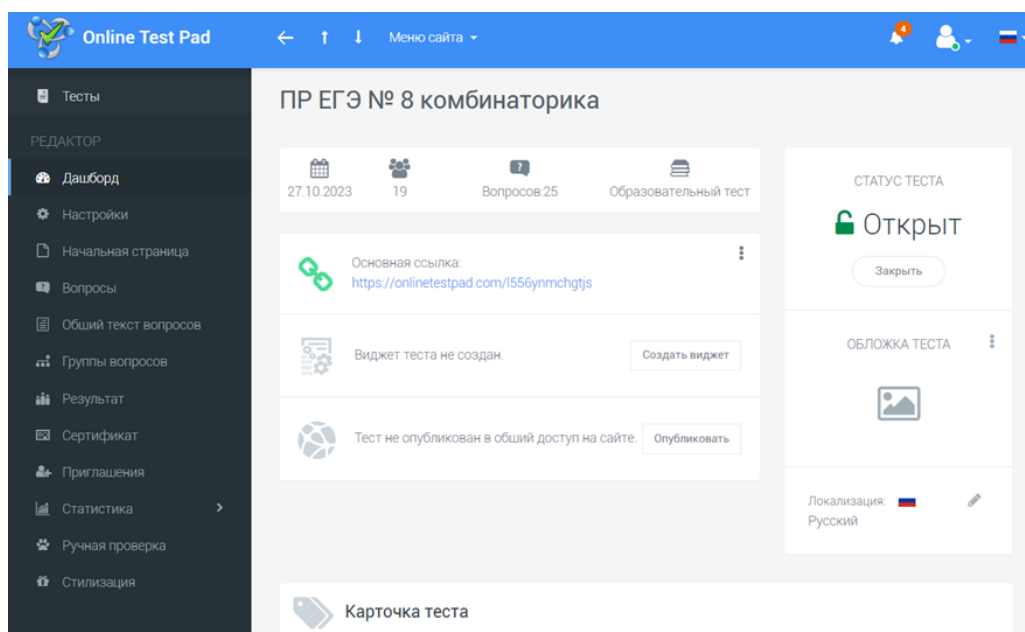 Online Test Pad
Меню сайта
4
Тесты
РЕДАКТОР
Дашборд
Настройки
Начальная страница
Вопросы
Общий текст вопросов
Группы вопросов
Результат
Сертификат
Приглашения
Статистика
Ручная проверка
Стилизация
ПР ЕГЭ № 8 комбинаторика
27.10.2023
19
Вопросов:25
Образовательный тест
Основная ссылка:
https://onlinetestpad.com/l556ynmchgtjs
Виджет теста не создан.
Создать виджет
Тест не опубликован в общий доступ на сайте.
Опубликовать
СТАТУС ТЕСТА
Открыт
Закрыть
ОБЛОЖКА ТЕСТА
Локализация:
Русский
Карточка теста